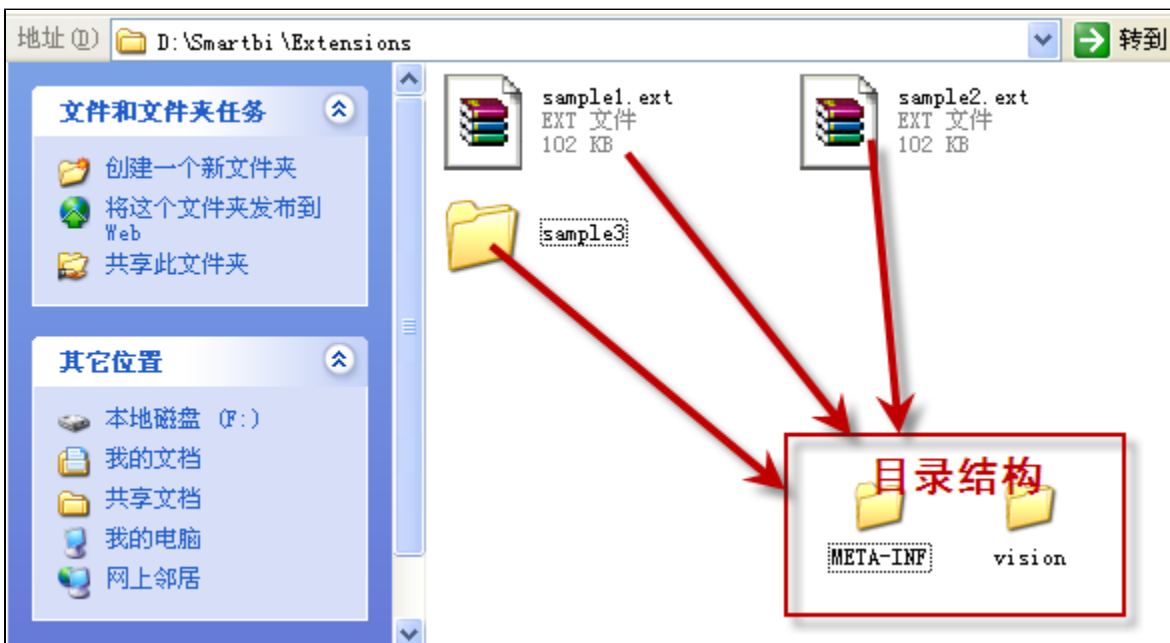 地址(D) D:\Smartbi\Extensions 转到
文件和文件夹任务
创建一个新文件夹
将这个文件夹发布到
Web
共享此文件夹
其它位置
本地磁盘 (F:)
我的文档
共享文档
我的电脑
网上邻居
sample1.ext
EXT 文件
102 KB
sample2.ext
EXT 文件
102 KB
sample3
目录结构
META-INF
vision